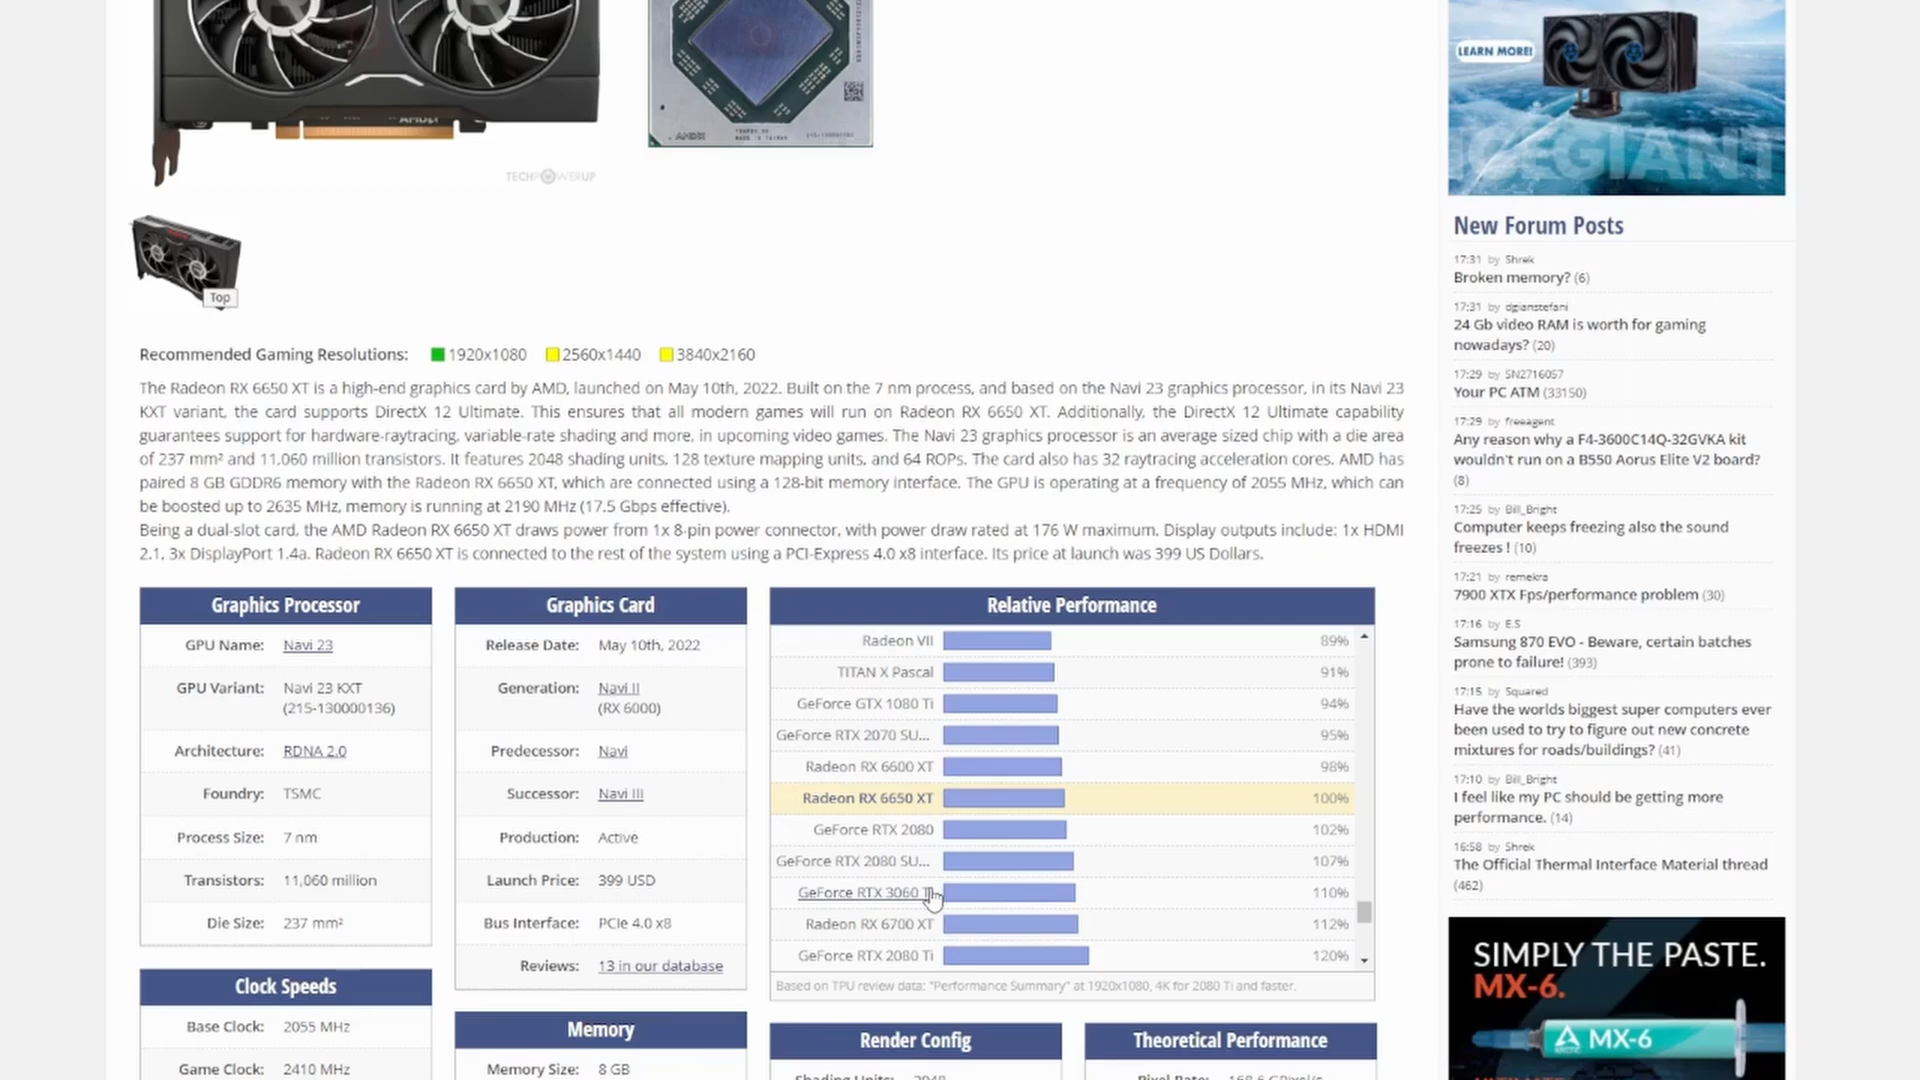 AMDЛ
AMDЛ
MADE IN TAIWAN
TECHPOWERUP
Top
Recommended Gaming Resolutions: 1920x1080 2560x1440 3840x2160
The Radeon RX 6650 XT is a high-end graphics card by AMD, launched on May 10th, 2022. Built on the 7 nm process, and based on the Navi 23 graphics processor, in its Navi 23
KXT variant, the card supports DirectX 12 Ultimate. This ensures that all modern games will run on Radeon RX 6650 XT. Additionally, the DirectX 12 Ultimate capability
guarantees support for hardware-raytracing, variable-rate shading and more, in upcoming video games. The Navi 23 graphics processor is an average sized chip with a die area
of 237 mm² and 11,060 million transistors. It features 2048 shading units, 128 texture mapping units, and 64 ROPs. The card also has 32 raytracing acceleration cores. AMD has
paired 8 GB GDDR6 memory with the Radeon RX 6650 XT, which are connected using a 128-bit memory interface. The GPU is operating at a frequency of 2055 MHz, which can
be boosted up to 2635 MHz, memory is running at 2190 MHz (17.5 Gbps effective).
Being a dual-slot card, the AMD Radeon RX 6650 XT draws power from 1x 8-pin power connector, with power draw rated at 176 W maximum. Display outputs include: 1x HDMI
2.1, 3x DisplayPort 1.4a. Radeon RX 6650 XT is connected to the rest of the system using a PCI-Express 4.0 x8 interface. Its price at launch was 399 US Dollars.
Graphics Processor
GPU Name: Navi 23
GPU Variant: Navi 23 KXT
(215-130000136)
Architecture: RDNA 2.0
Foundry: TSMC
Process Size: 7 nm
Transistors: 11,060 million
Die Size: 237 mm²
Clock Speeds
Base Clock: 2055 MHz
Game Clock: 2410 MHz
Graphics Card
Release Date: May 10th, 2022
Generation: Navi II
(RX 6000)
Predecessor: Navi
Successor: Navi III
Production: Active
Launch Price: 399 USD
Bus Interface: PCIe 4.0 x8
Reviews: 13 in our database
Memory
Memory Size: 8 GB
Relative Performance
Radeon VII 89%
TITAN X Pascal 91%
GeForce GTX 1080 Ti 94%
GeForce RTX 2070 SU... 95%
Radeon RX 6600 XT 98%
Radeon RX 6650 XT 100%
GeForce RTX 2080 102%
GeForce RTX 2080 SU... 107%
GeForce RTX 3060 Ti 110%
Radeon RX 6700 XT 112%
GeForce RTX 2080 Ti 120%
Based on TPU review data: "Performance Summary" at 1920x1080, 4K for 2080 Ti and faster.
Render Config
Shading Units: 2048
Theoretical Performance
Pixel Rate: 168.6 GPixel/s
LEARN MORE!
ICEGIANT
New Forum Posts
17:31 by Shrek
Broken memory? (6)
17:31 by dgianstefani
24 Gb video RAM is worth for gaming
nowadays? (20)
17:29 by SN2716057
Your PC ATM (33150)
17:29 by freeagent
Any reason why a F4-3600C14Q-32GVKA kit
wouldn't run on a B550 Aorus Elite V2 board?
(8)
17:25 by Bill_Bright
Computer keeps freezing also the sound
freezes ! (10)
17:21 by remekra
7900 XTX Fps/performance problem (30)
17:16 by E.S
Samsung 870 EVO - Beware, certain batches
prone to failure! (393)
17:15 by Squared
Have the worlds biggest super computers ever
been used to try to figure out new concrete
mixtures for roads/buildings? (41)
17:10 by Bill_Bright
I feel like my PC should be getting more
performance. (14)
16:58 by Shrek
The Official Thermal Interface Material thread
(462)
SIMPLY THE PASTE.
MX-6.
ARCTIC MX-6